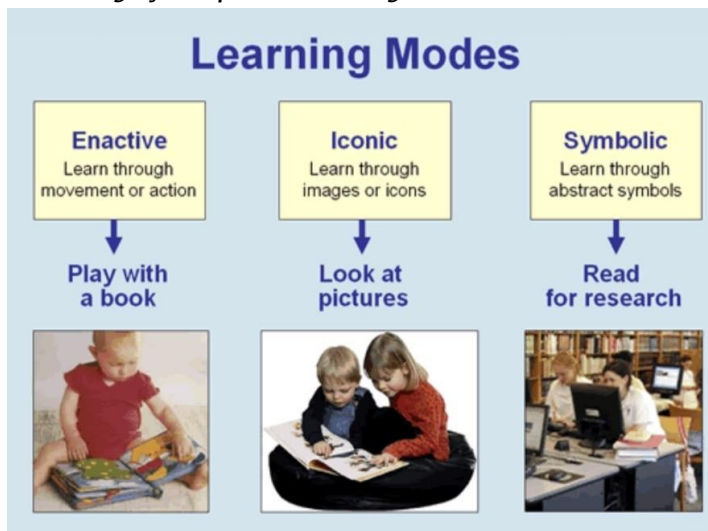 Learning Modes
Enactive
Learn through
movement or action
Iconic
Learn through
images or icons
Symbolic
Learn through
abstract symbols
Play with
a book
Look at
pictures
Read
for research